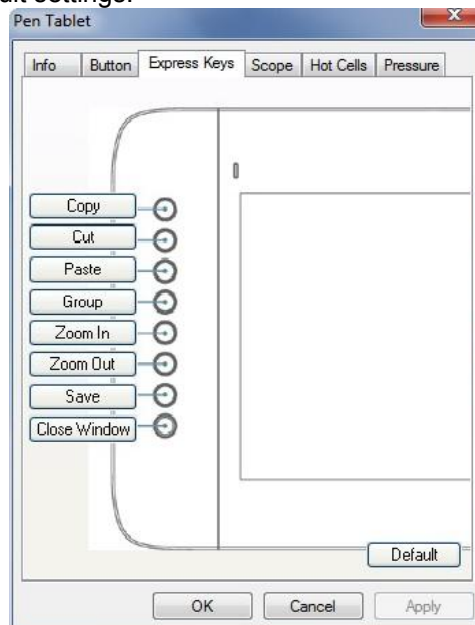 ult settings.
Pen Tablet
Info Button Express Keys Scope Hot Cells Pressure
Copy
Cut
Paste
Group
Zoom In
Zoom Out
Save
Close Window
Default
OK Cancel Apply